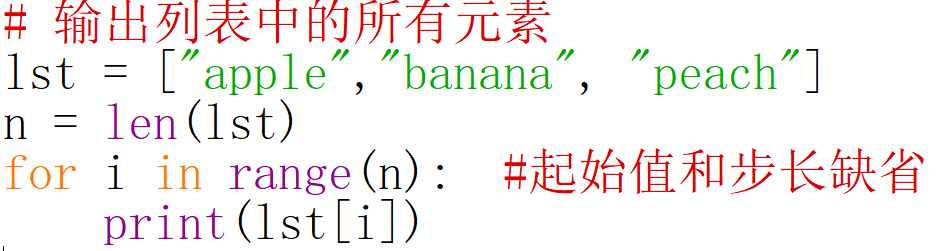 # 输出列表中的所有元素
lst = ["apple","banana", "peach"]
n = len(lst)
for i in range(n):  #起始值和步长缺省
    print(lst[i])